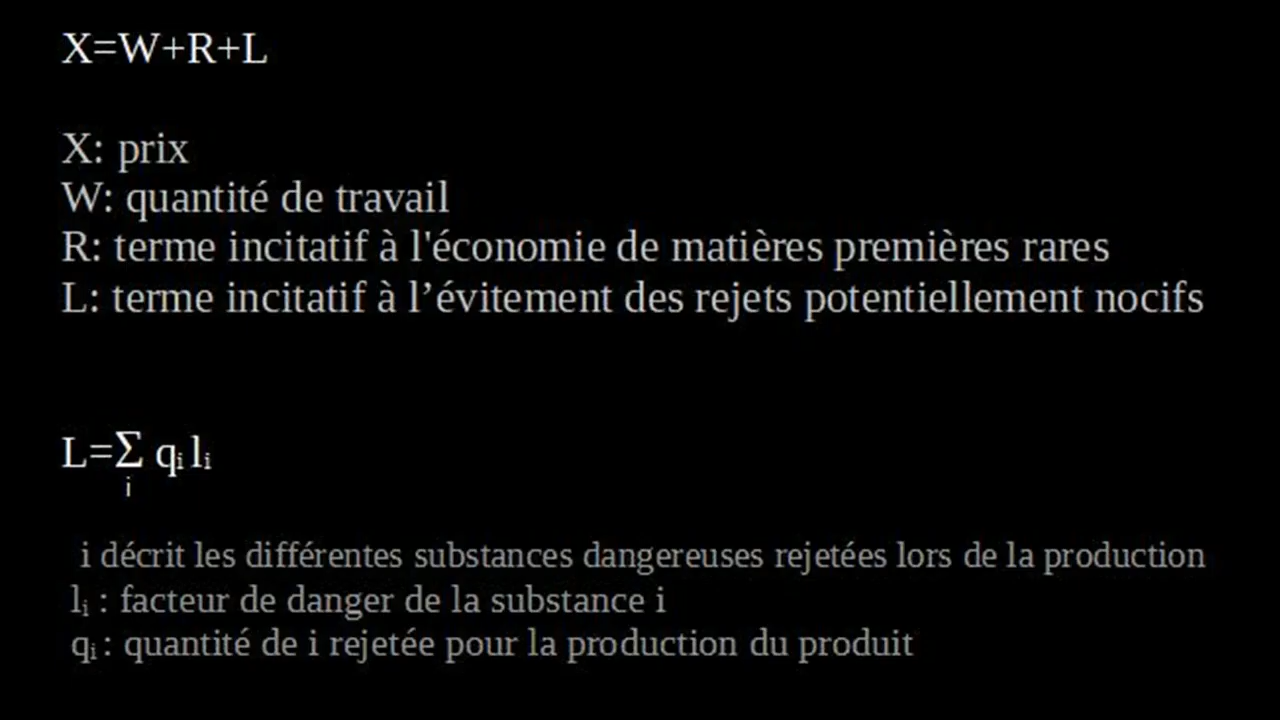 X=W+R+L
X: prix
W: quantité de travail
R: terme incitatif à l'économie de matières premières rares
L: terme incitatif à l’évitement des rejets potentiellement nocifs
L=Σ qᵢ lᵢ
i
i décrit les différentes substances dangereuses rejetées lors de la production
lᵢ : facteur de danger de la substance i
qᵢ : quantité de i rejetée pour la production du produit